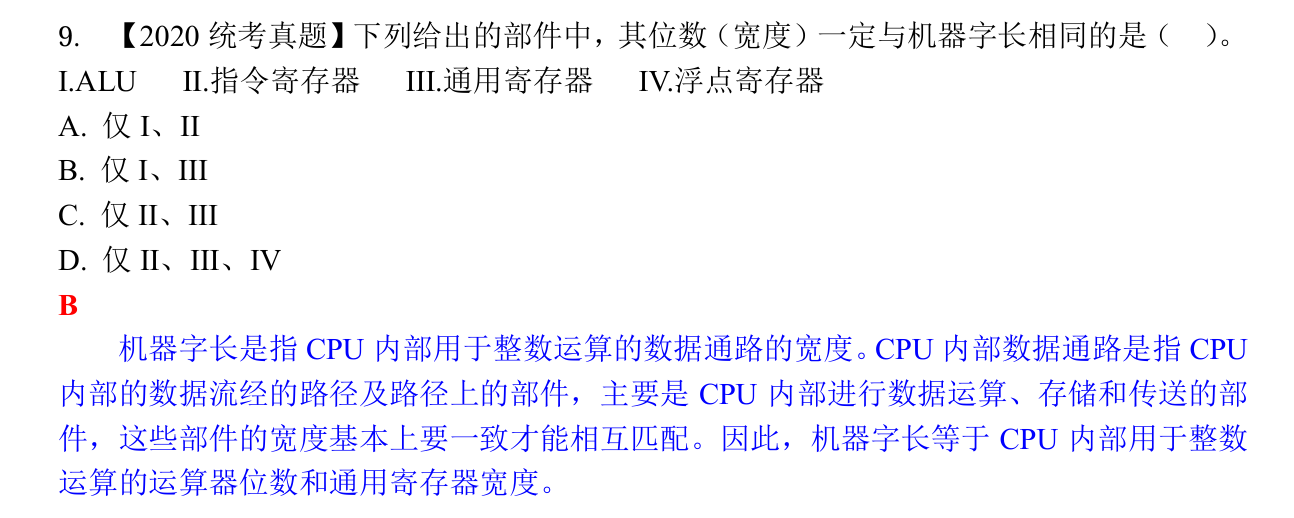 9. 【2020 统考真题】下列给出的部件中，其位数（宽度）一定与机器字长相同的是（ ）。
I.ALU II.指令寄存器 III.通用寄存器 IV.浮点寄存器
A. 仅 I、II
B. 仅 I、III
C. 仅 II、III
D. 仅 II、III、IV
B
机器字长是指 CPU 内部用于整数运算的数据通路的宽度。CPU 内部数据通路是指 CPU
内部的数据流经的路径及路径上的部件，主要是 CPU 内部进行数据运算、存储和传送的部
件，这些部件的宽度基本上要一致才能相互匹配。因此，机器字长等于 CPU 内部用于整数
运算的运算器位数和通用寄存器宽度。